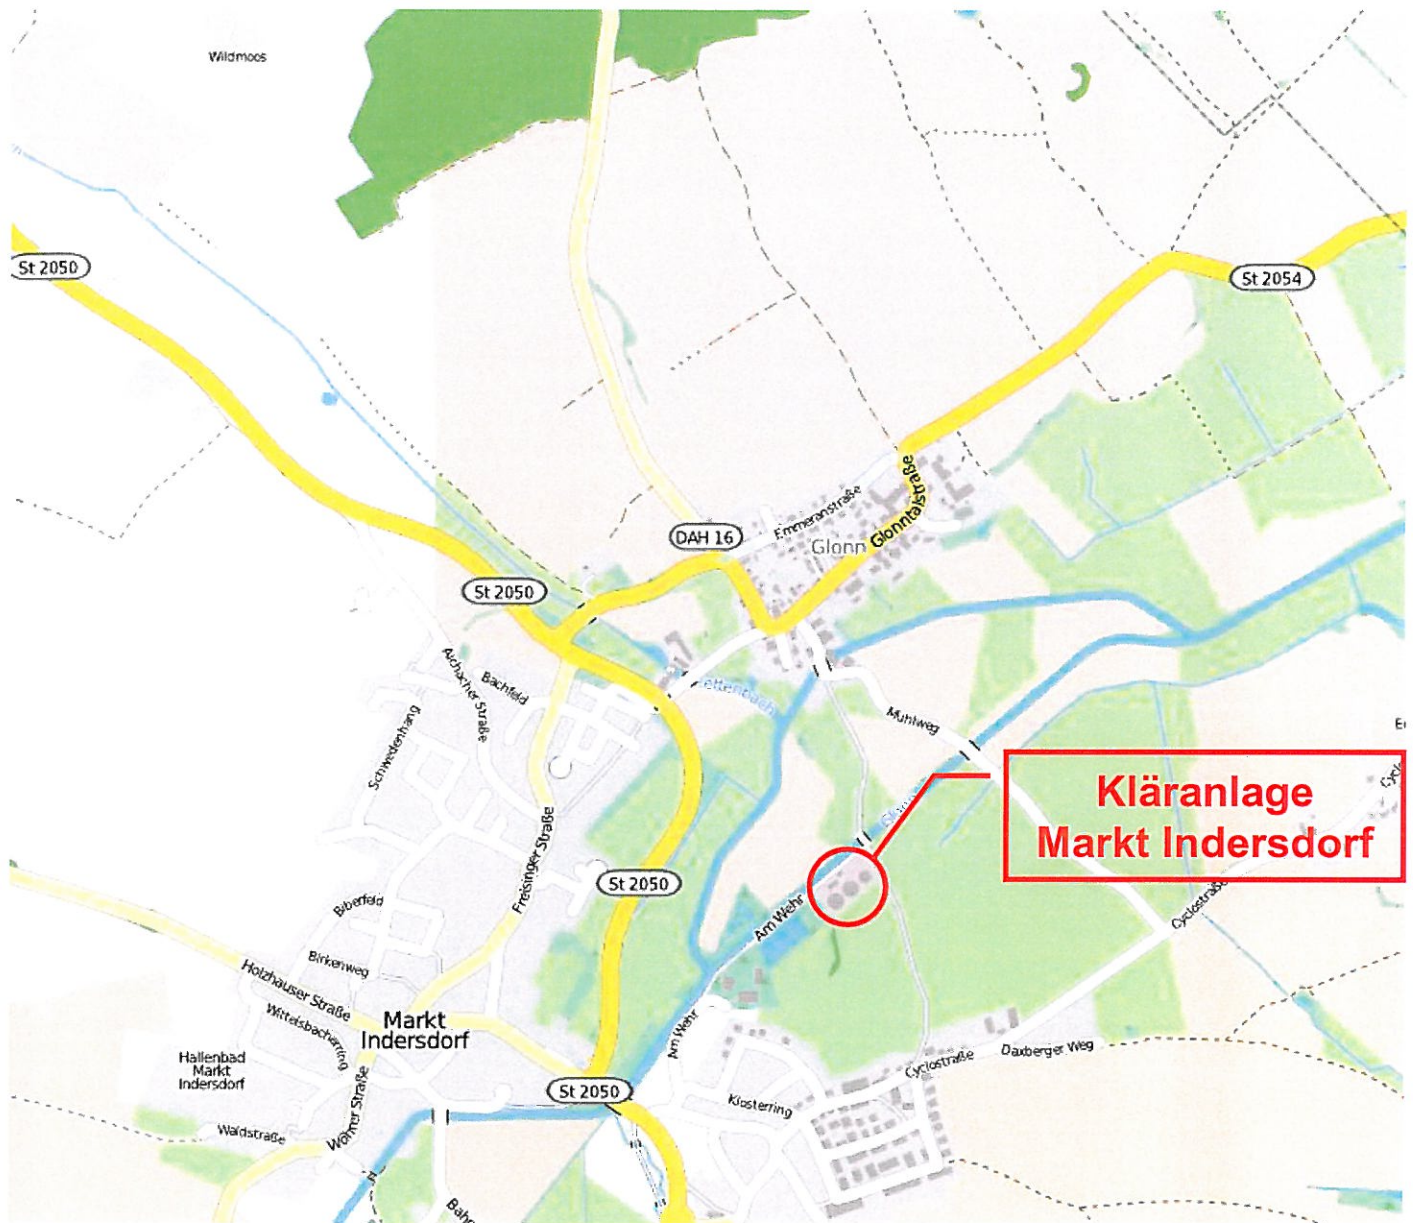 Wildmoos
St 2050
St 2054
Emmeranstraße
Glonntalstraße
DAH 16
Glonn
St 2050
Aichacher Straße
Bachfeld
Schwedenhang
Mühlweg
Kläranlage
Markt Indersdorf
Freisinger Straße
St 2050
Biberfeld
Am Wehr
Cyclostraße
Birkenweg
Holzhauser Straße
Wittelsbacherring
Markt
Indersdorf
Am Wehr
Hallenbad
Markt
Indersdorf
Cyclostraße
Daxberger Weg
St 2050
Klosterring
Wöhrer Straße
Waldstraße